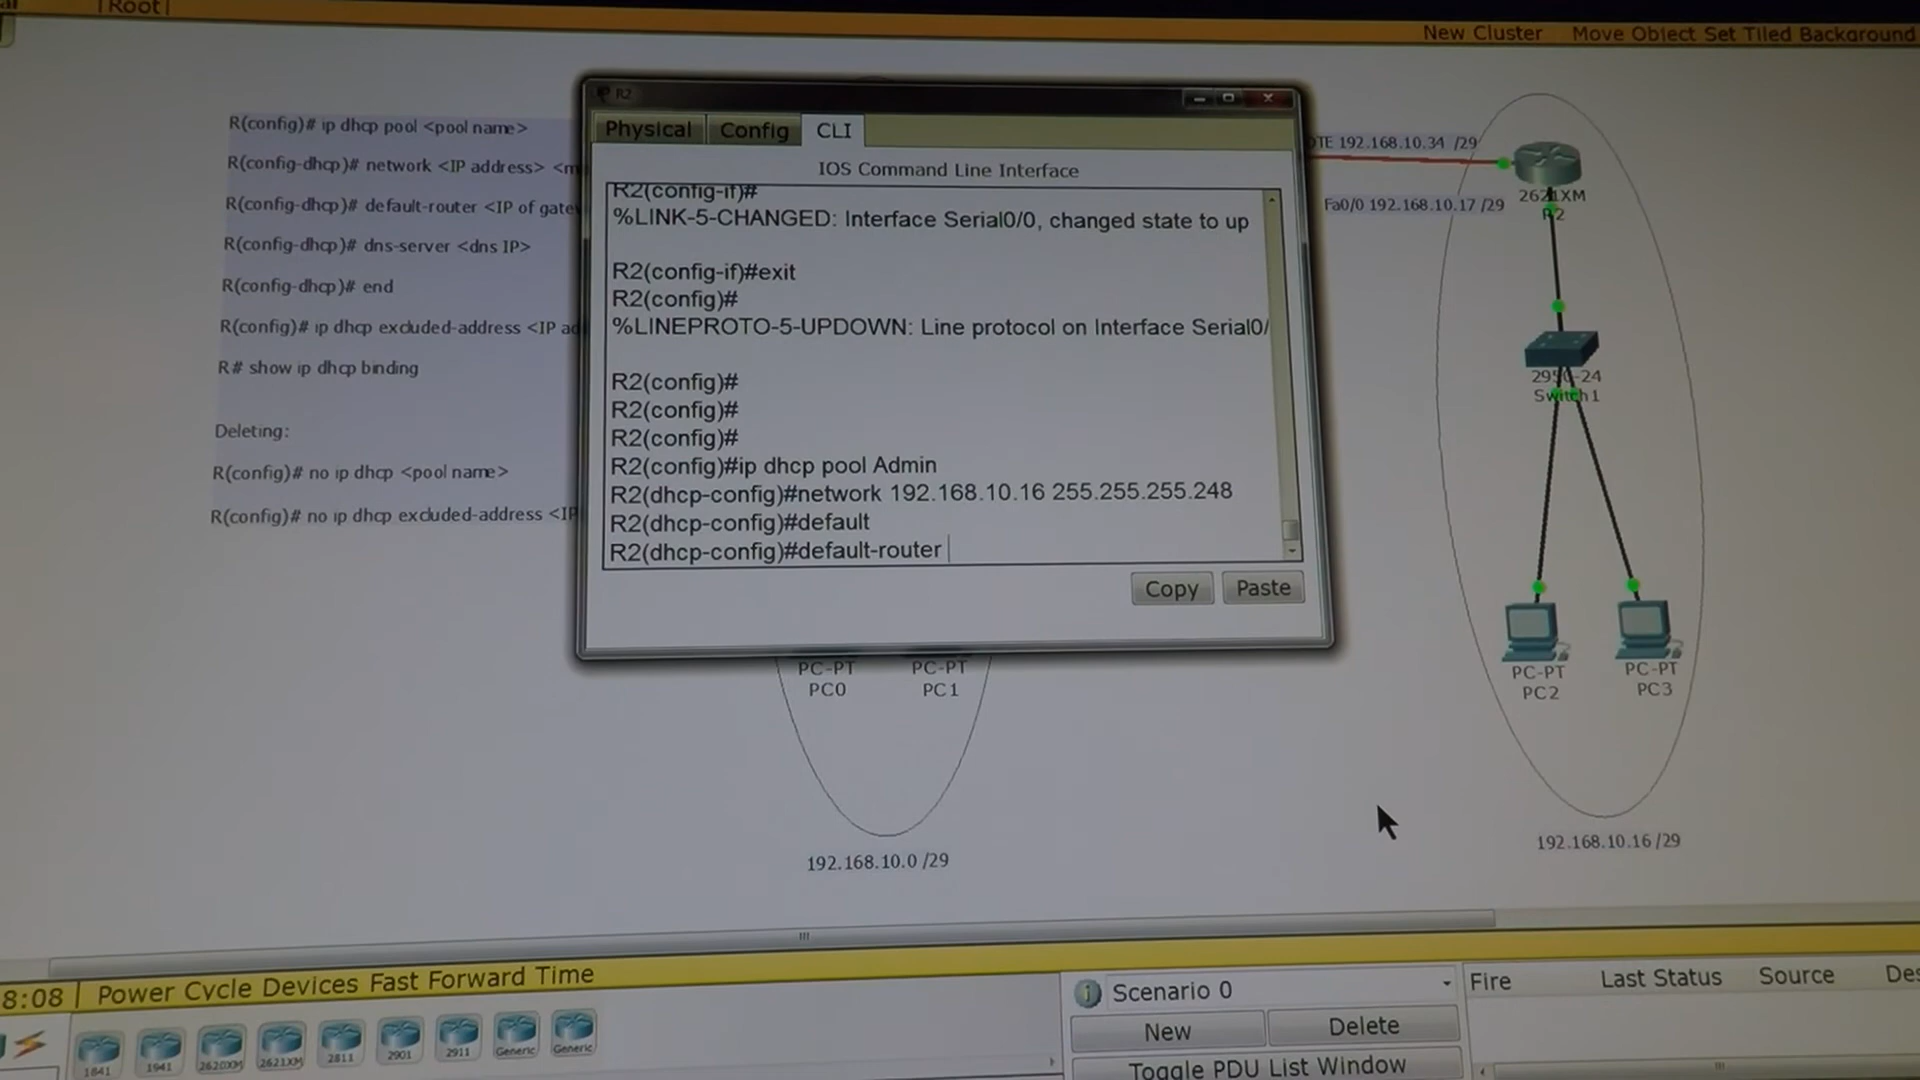 [Root]
New Cluster Move Object Set Tiled Background
R(config)# ip dhcp pool <pool name>
R(config-dhcp)# network <IP address>
R(config-dhcp)# default-router <IP of
R(config-dhcp)# dns-server <dns IP>
R(config-dhcp)# end
R(config)# ip dhcp excluded-address <IP
R# show ip dhcp binding
Deleting:
R(config)# no ip dhcp <pool name>
R(config)# no ip dhcp excluded-address <IP
R2
Physical Config CLI
IOS Command Line Interface
R2(config-if)#
%LINK-5-CHANGED: Interface Serial0/0, changed state to up
R2(config-if)#exit
R2(config)#
%LINEPROTO-5-UPDOWN: Line protocol on Interface Serial0/
R2(config)#
R2(config)#
R2(config)#
R2(config)#ip dhcp pool Admin
R2(dhcp-config)#network 192.168.10.16 255.255.255.248
R2(dhcp-config)#default
R2(dhcp-config)#default-router
Copy Paste
192.168.10.34 /29
Fa0/0 192.168.10.17 /29
2621XM
R2
2950-24
Switch1
PC-PT
PC2
PC-PT
PC3
192.168.10.16 /29
PC-PT
PC0
PC-PT
PC1
192.168.10.0 /29
8:08 Power Cycle Devices Fast Forward Time
1841 1941 2620XM 2621XM 2811 2901 2911 Generic Generic
Scenario 0
New Delete
Toggle PDU List Window
Fire Last Status Source